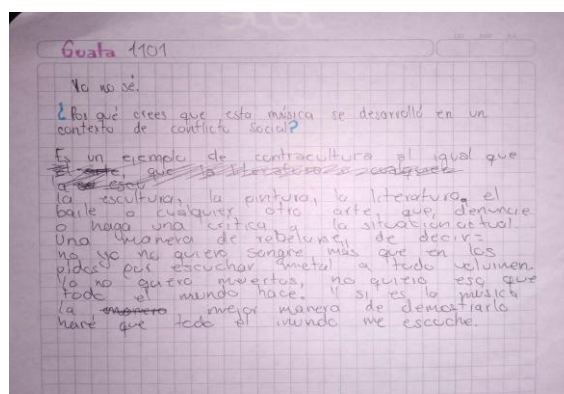 Guata 1101
Yo no sé.
¿Por qué crees que esta música se desarrolló en un
contexto de conflicto social?
Es un ejemplo de contracultura al igual que
la escultura, la pintura, la literatura, el
baile o cualquier otro arte, que, denuncie
o haga una critica a la situación actual.
Una manera de rebelarse, de decir:
no yo no quiero sangre más que en los
oidos por escuchar metal a todo volumen.
Yo no quiero muertos, no quiero eso que
todo el mundo hace. Y si es la música
la mejor manera de demostrarlo
haré que todo el mundo me escuche.